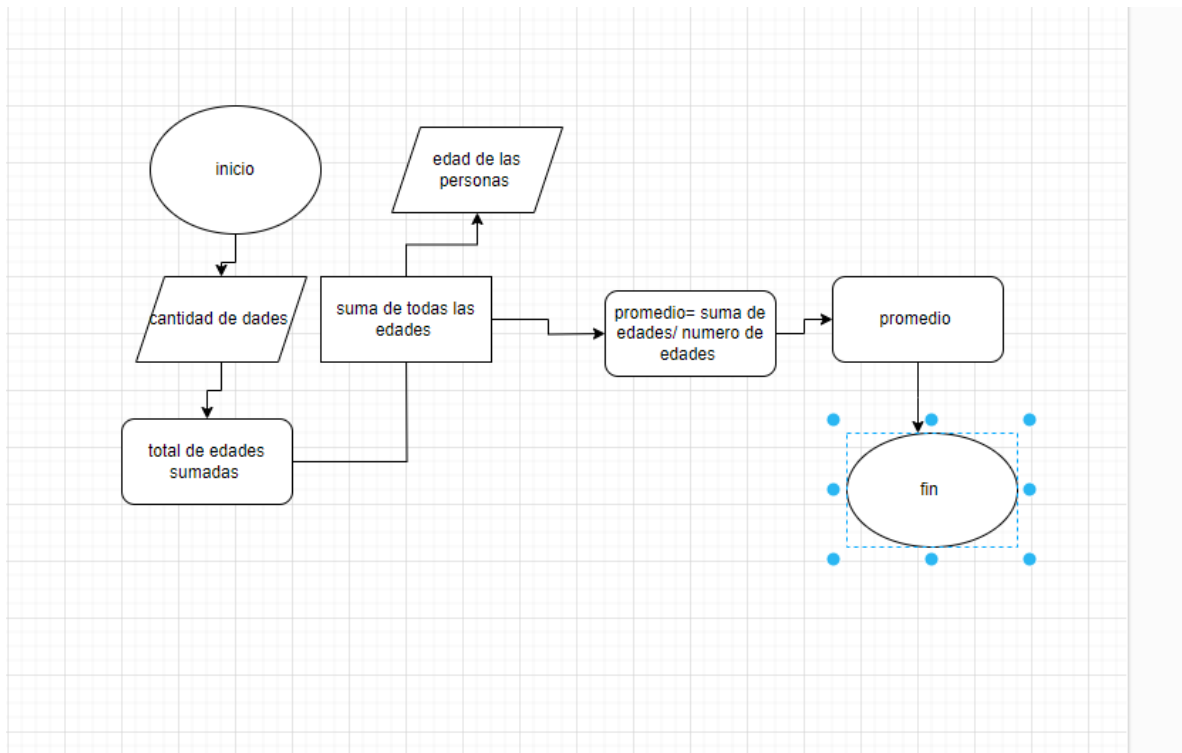 inicio
edad de las
personas
cantidad de dades
suma de todas las
edades
promedio= suma de
edades/ numero de
edades
promedio
total de edades
sumadas
fin